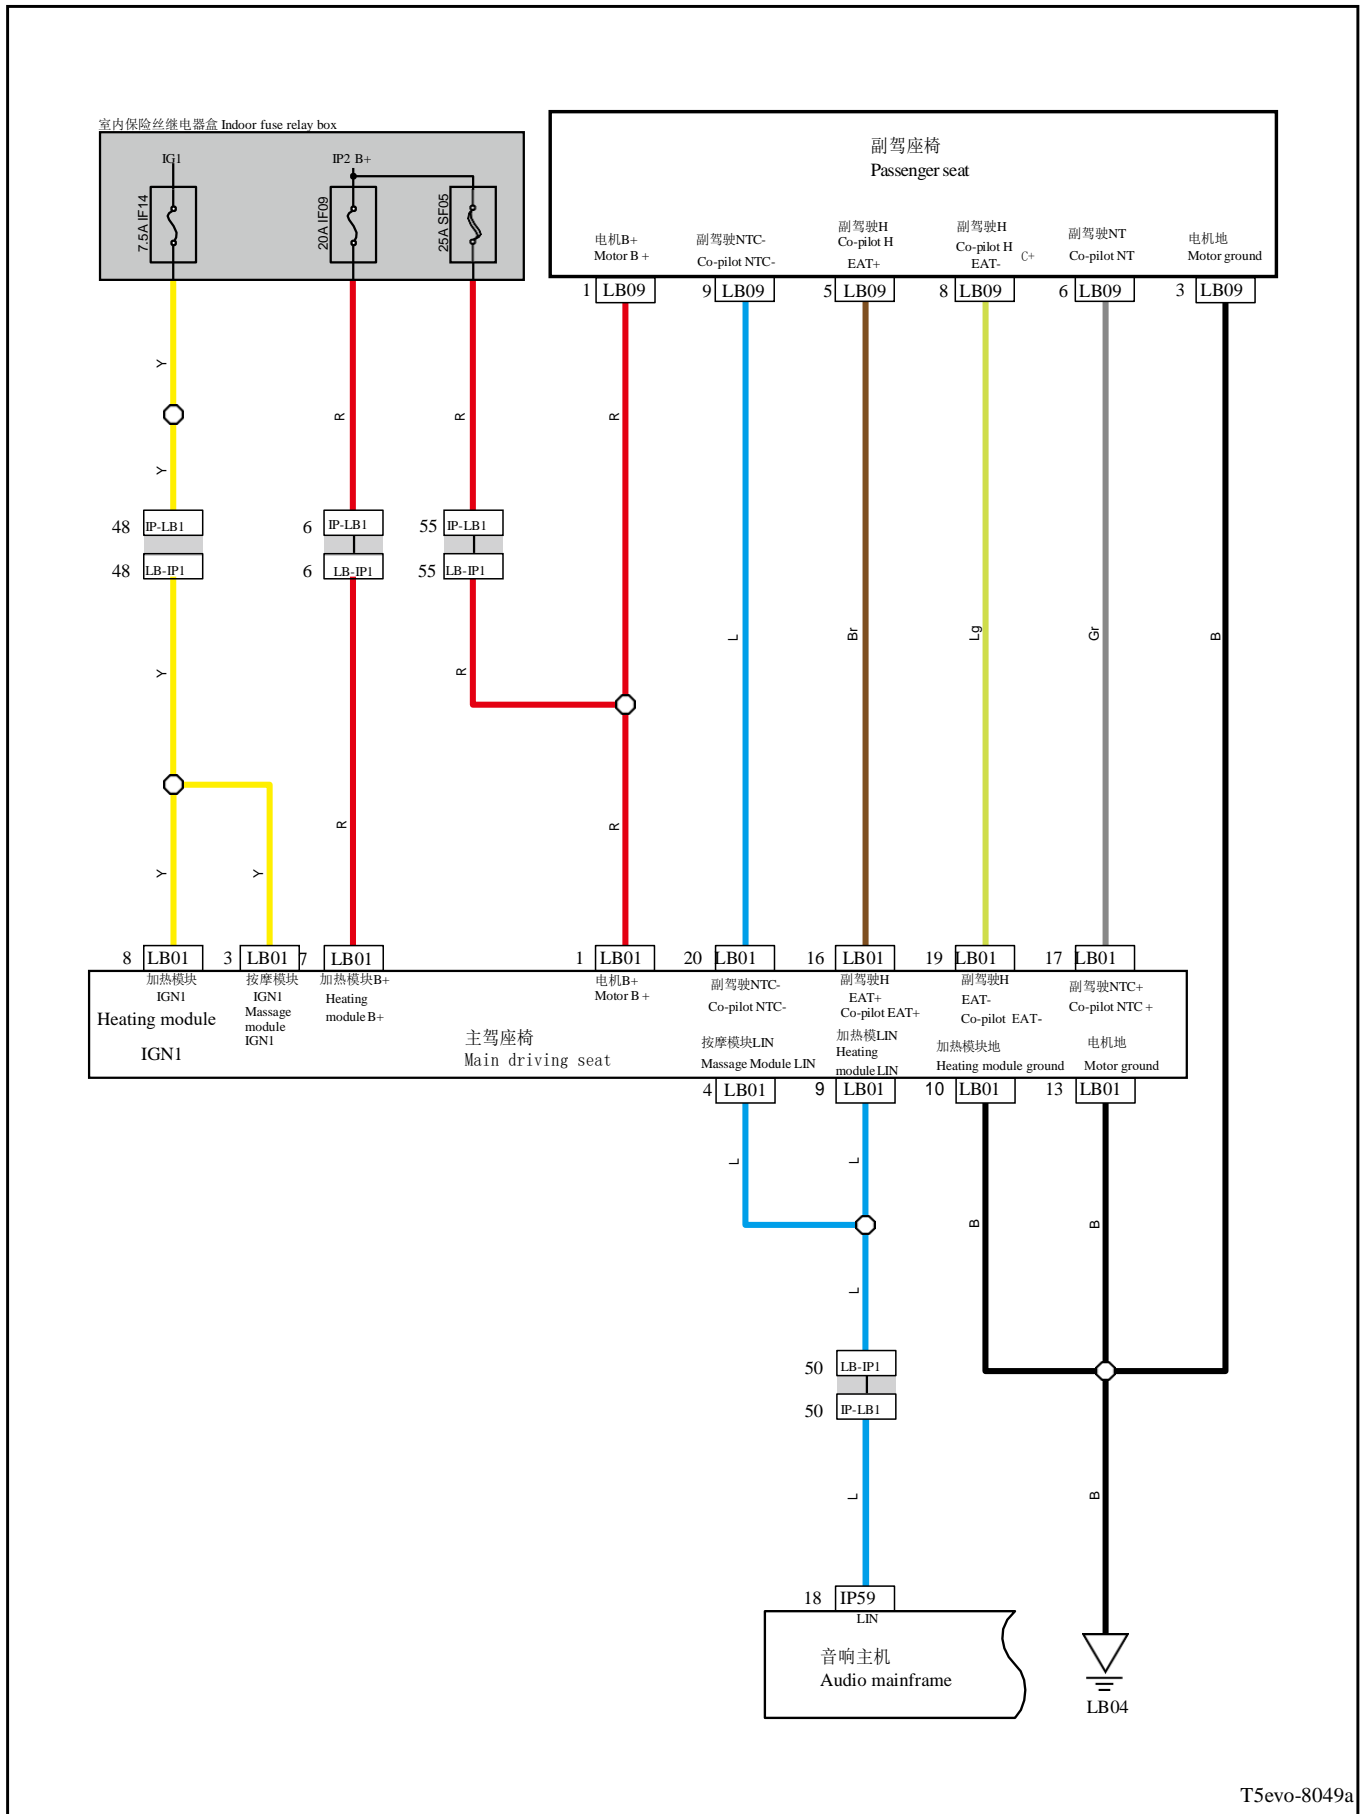 室内保险丝继电器盒 Indoor fuse relay box
IG1
IP2 B+
7.5A IF14
20A IF09
25A SF05
副驾座椅
Passenger seat
电机B+
Motor B +
副驾驶NTC-
Co-pilot NTC-
副驾驶H
Co-pilot H
EAT+
副驾驶H
Co-pilot H
EAT-
C+
副驾驶NT
Co-pilot NT
电机地
Motor ground
1 LB09
9 LB09
5 LB09
8 LB09
6 LB09
3 LB09
Y
R
R
R
Y
48 IP-LB1
6 IP-LB1
55 IP-LB1
48 LB-IP1
6 LB-IP1
55 LB-IP1
L
Br
Lg
Gr
B
Y
R
R
R
Y
Y
8 LB01
3 LB01
7 LB01
1 LB01
20 LB01
16 LB01
19 LB01
17 LB01
加热模块
IGN1
Heating module
IGN1
按摩模块
IGN1
Massage
module
IGN1
加热模块B+
Heating
module B+
主驾座椅
Main driving seat
电机B+
Motor B +
副驾驶NTC-
Co-pilot NTC-
副驾驶H
EAT+
Co-pilot EAT+
副驾驶H
EAT-
Co-pilot EAT-
副驾驶NTC+
Co-pilot NTC +
按摩模块LIN
Massage Module LIN
加热模LIN
Heating
module LIN
加热模块地
Heating module ground
电机地
Motor ground
4 LB01
9 LB01
10 LB01
13 LB01
L
L
B
B
L
50 LB-IP1
50 IP-LB1
L
B
18 IP59
LIN
音响主机
Audio mainframe
LB04
T5evo-8049a